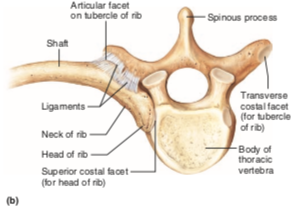 (b)
Articular facet
on tubercle of rib
Spinous process
Shaft
Transverse
costal facet
(for tubercle
of rib)
Ligaments
Neck of rib
Head of rib
Body of
thoracic
vertebra
Superior costal facet
(for head of rib)
(b)